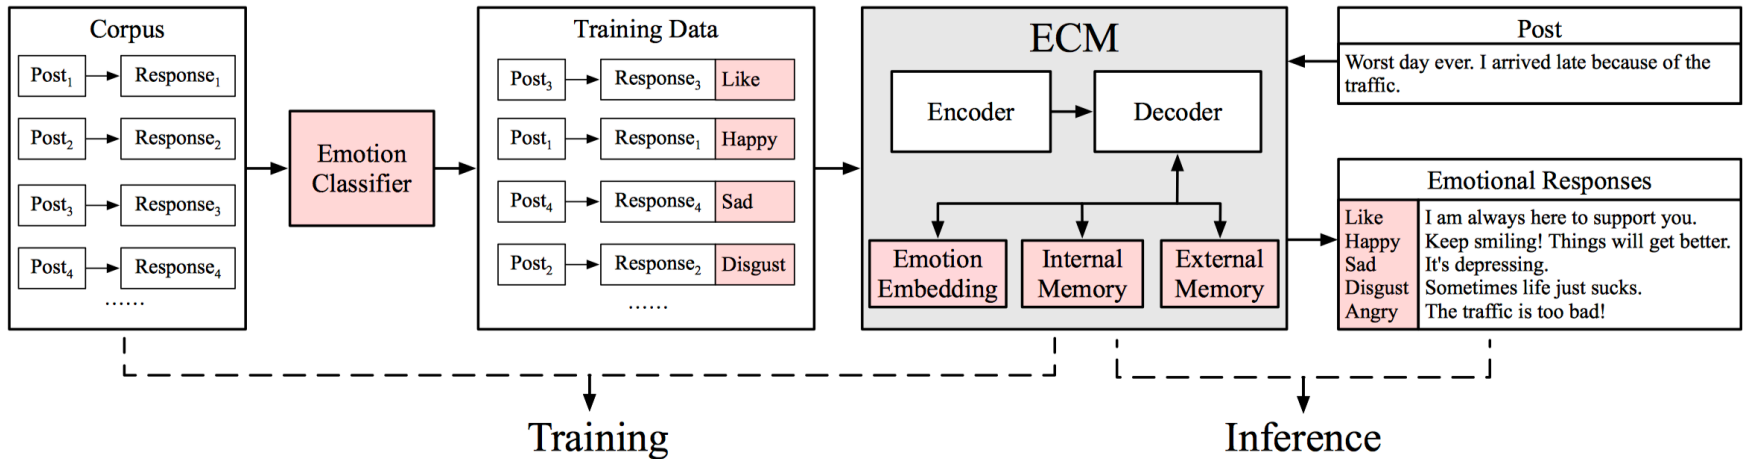 Corpus
Post1 Response1
Post2 Response2
Post3 Response3
Post4 Response4
......
Emotion
Classifier
Training Data
Post3 Response3 Like
Post1 Response1 Happy
Post4 Response4 Sad
Post2 Response2 Disgust
......
ECM
Encoder
Decoder
Emotion
Embedding
Internal
Memory
External
Memory
Post
Worst day ever. I arrived late because of the
traffic.
Emotional Responses
Like I am always here to support you.
Happy Keep smiling! Things will get better.
Sad It's depressing.
Disgust Sometimes life just sucks.
Angry The traffic is too bad!
Training
Inference